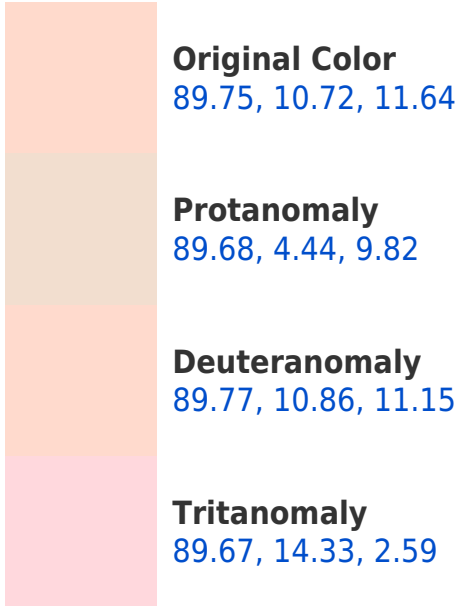 Original Color
89.75, 10.72, 11.64
Protanomaly
89.68, 4.44, 9.82
Deuteranomaly
89.77, 10.86, 11.15
Tritanomaly
89.67, 14.33, 2.59